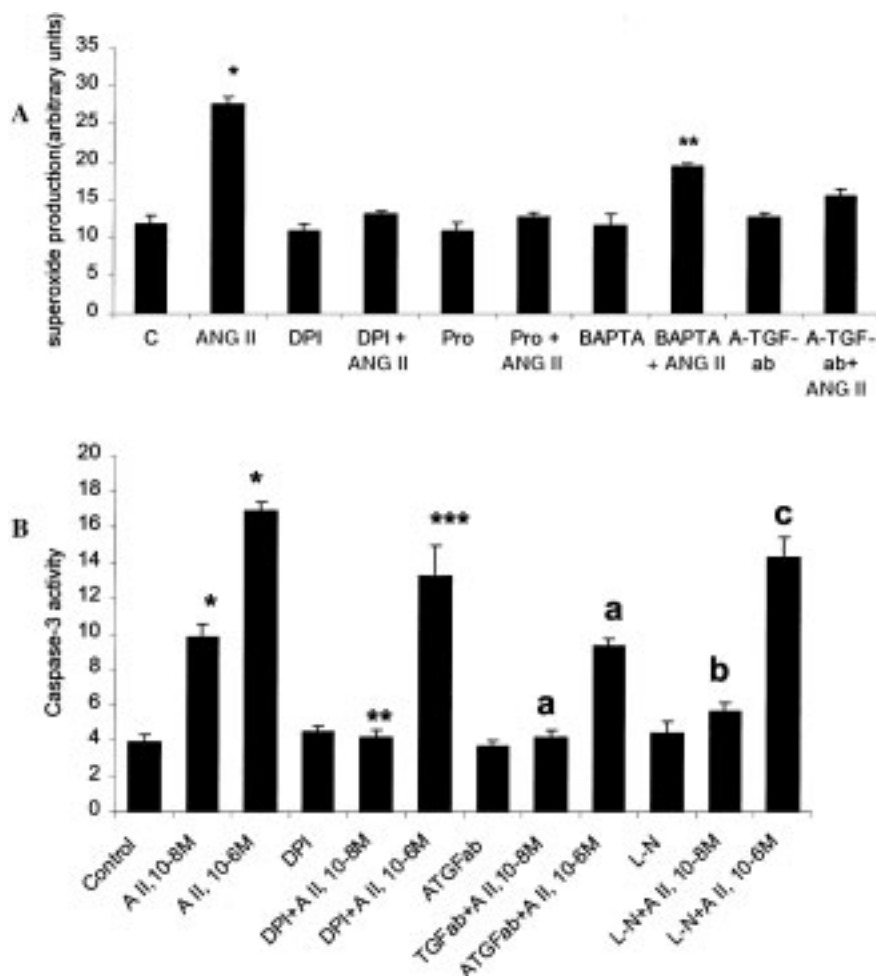 A
superoxide production(arbitrary units)
35
30
25
20
15
10
5
0
*
**
C ANG II DPI DPI + ANG II Pro Pro + ANG II BAPTA BAPTA + ANG II A-TGF-ab A-TGF-ab+ ANG II
B
Caspase-3 activity
20
18
16
14
12
10
8
6
4
2
0
*
*
**
***
a
a
b
c
Control
A II,10-8M
A II, 10-6M
DPI
DPI+A II, 10-8M
DPI+A II, 10-6M
ATGFab
TGFab+A II, 10-8M
ATGFab+A II, 10-6M
L-N
L-N+A II, 10-8M
L-N+A II, 10-6M